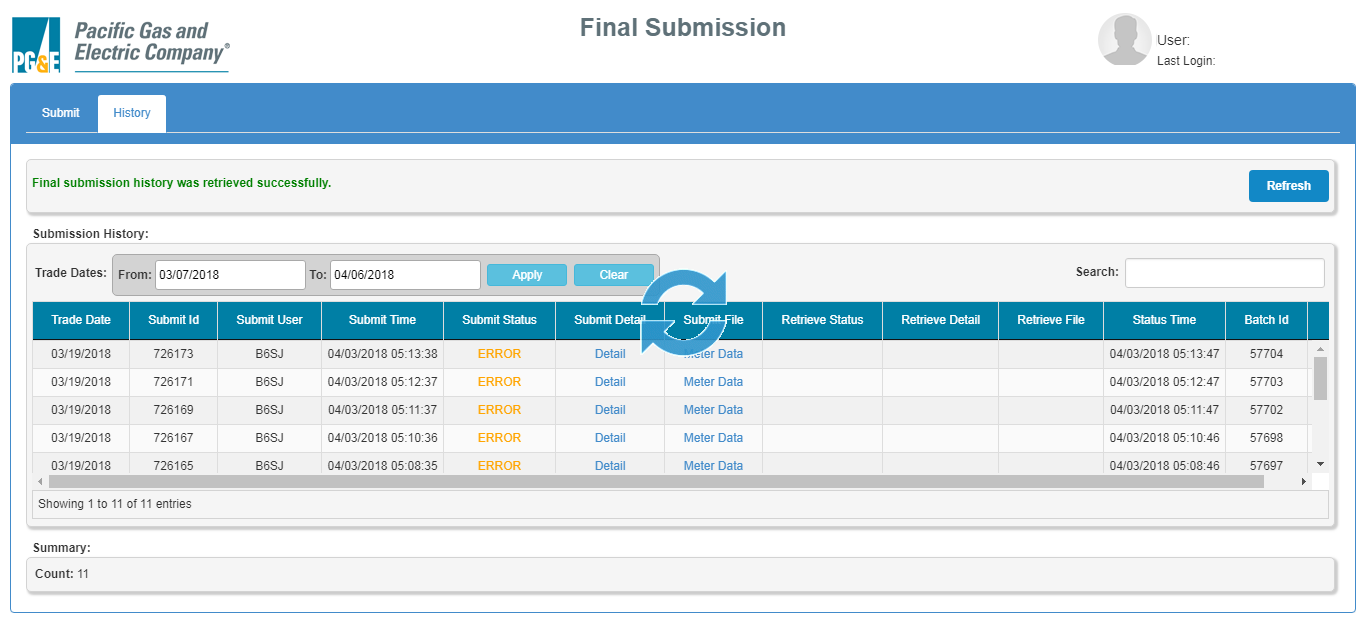 PG&E
Pacific Gas and
Electric Company®
Final Submission
User:
Last Login:
Submit History
Final submission history was retrieved successfully. Refresh
Submission History:
Trade Dates: From: 03/07/2018 To: 04/06/2018 Apply Clear Search:
Trade Date Submit Id Submit User Submit Time Submit Status Submit Detail Submit File Retrieve Status Retrieve Detail Retrieve File Status Time Batch Id
03/19/2018 726173 B6SJ 04/03/2018 05:13:38 ERROR Detail Meter Data 04/03/2018 05:13:47 57704
03/19/2018 726171 B6SJ 04/03/2018 05:12:37 ERROR Detail Meter Data 04/03/2018 05:12:47 57703
03/19/2018 726169 B6SJ 04/03/2018 05:11:37 ERROR Detail Meter Data 04/03/2018 05:11:47 57702
03/19/2018 726167 B6SJ 04/03/2018 05:10:36 ERROR Detail Meter Data 04/03/2018 05:10:46 57698
03/19/2018 726165 B6SJ 04/03/2018 05:08:35 ERROR Detail Meter Data 04/03/2018 05:08:46 57697
Showing 1 to 11 of 11 entries
Summary:
Count: 11